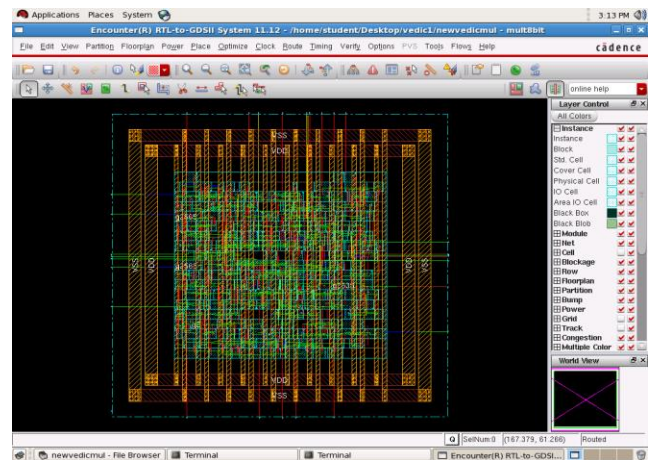 Applications Places System 3:13 PM
Encounter(R) RTL-to-GDSII System 11.12 - /home/student/Desktop/vedic1/newvedicmul - mult8bit
File Edit View Partition Floorplan Power Place Optimize Clock Route Timing Verify Options PVS Tools Flows Help cādence
online help
Layer Control
All Colors
Instance
Instance
Block
Std. Cell
Cover Cell
Physical Cell
IO Cell
Area IO Cell
Black Box
Black Blob
Module
Net
Cell
Blockage
Row
Floorplan
Partition
Bump
Power
Grid
Track
Congestion
Multiple Color
World View
VSS
VDD
VSS
VDD
VDD
VSS
VDD
VSS
Q SelNum:0 (167.379, 61.266) Routed
newvedicmul - File Browser Terminal Terminal Encounter(R) RTL-to-GDSI...